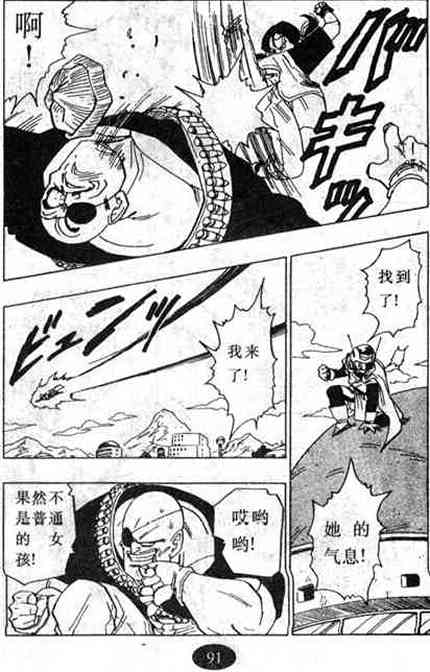 バキッ
啊！
找到
了！
她的
气息！
我来
了！
ビュンッ
哎哟
哟！
果然不
是普通
的女
孩！
91